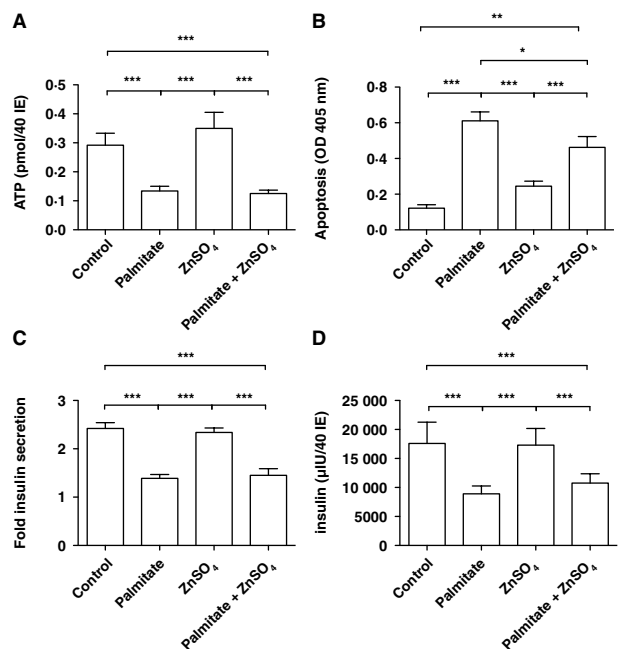 A
***
*** *** ***
ATP (pmol/40 IE)
0·5
0·4
0·3
0·2
0·1
0·0
Control
Palmitate
ZnSO4
Palmitate + ZnSO4
B
**
*
*** *** ***
Apoptosis (OD 405 nm)
0·8
0·6
0·4
0·2
0·0
Control
Palmitate
ZnSO4
Palmitate + ZnSO4
C
***
*** *** ***
Fold insulin secretion
3
2
1
0
Control
Palmitate
ZnSO4
Palmitate + ZnSO4
D
***
*** *** ***
insulin (µIU/40 IE)
25 000
20 000
15 000
10 000
5000
0
Control
Palmitate
ZnSO4
Palmitate + ZnSO4